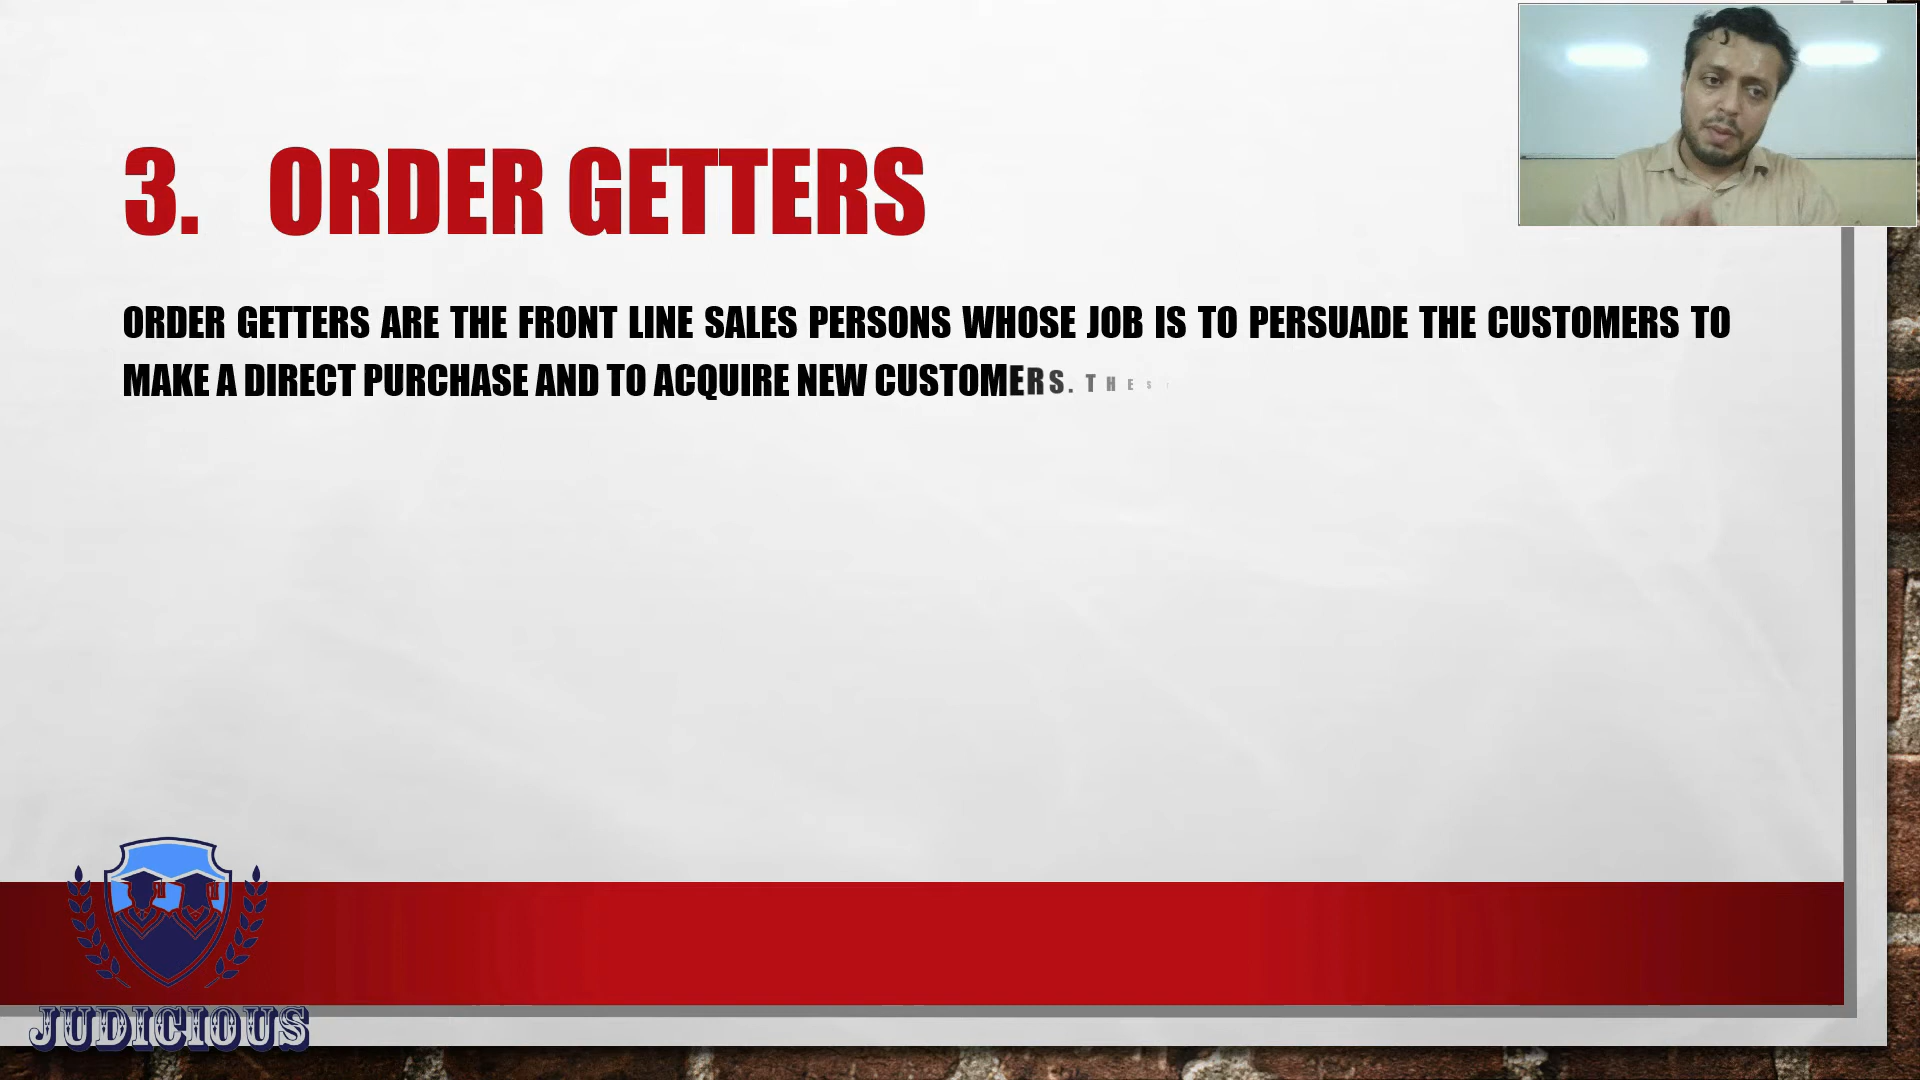 3. ORDER GETTERS
ORDER GETTERS ARE THE FRONT LINE SALES PERSONS WHOSE JOB IS TO PERSUADE THE CUSTOMERS TO
MAKE A DIRECT PURCHASE AND TO ACQUIRE NEW CUSTOMERS. THES
JUDICIOUS